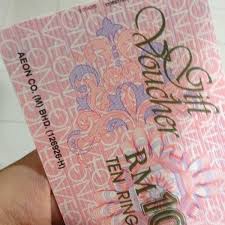 AEON CO. (M) BHD. (126926-H)
Gift
Voucher
RM10
TEN RING